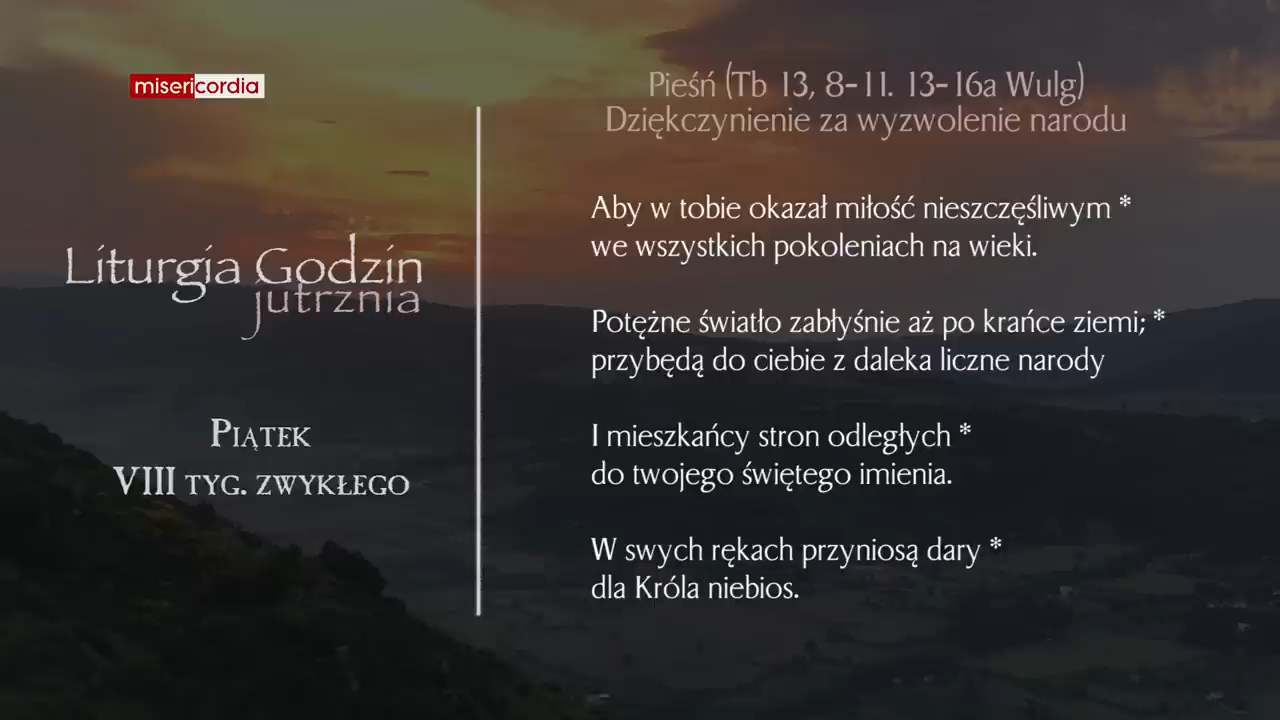 misericordia
Liturgia Godzin
jutrznia
Piątek
VIII tyg. zwykłego
Pieśń (Tb 13, 8-11. 13-16a Wulg)
Dziękczynienie za wyzwolenie narodu
Aby w tobie okazał miłość nieszczęśliwym *
we wszystkich pokoleniach na wieki.
Potężne światło zabłyśnie aż po krańce ziemi; *
przybędą do ciebie z daleka liczne narody
I mieszkańcy stron odległych *
do twojego świętego imienia.
W swych rękach przyniosą dary *
dla Króla niebios.